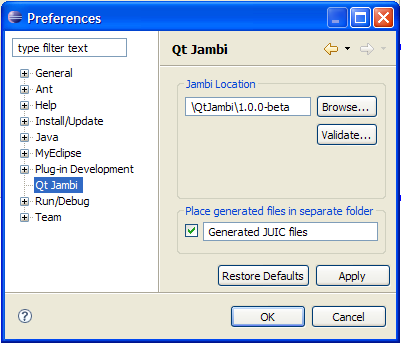 Preferences
type filter text
General
Ant
Help
Install/Update
Java
MyEclipse
Plug-in Development
Qt Jambi
Run/Debug
Team
Qt Jambi
Jambi Location
\QtJambi\1.0.0-beta
Browse...
Validate...
Place generated files in separate folder
Generated JUIC files
Restore Defaults
Apply
?
OK
Cancel